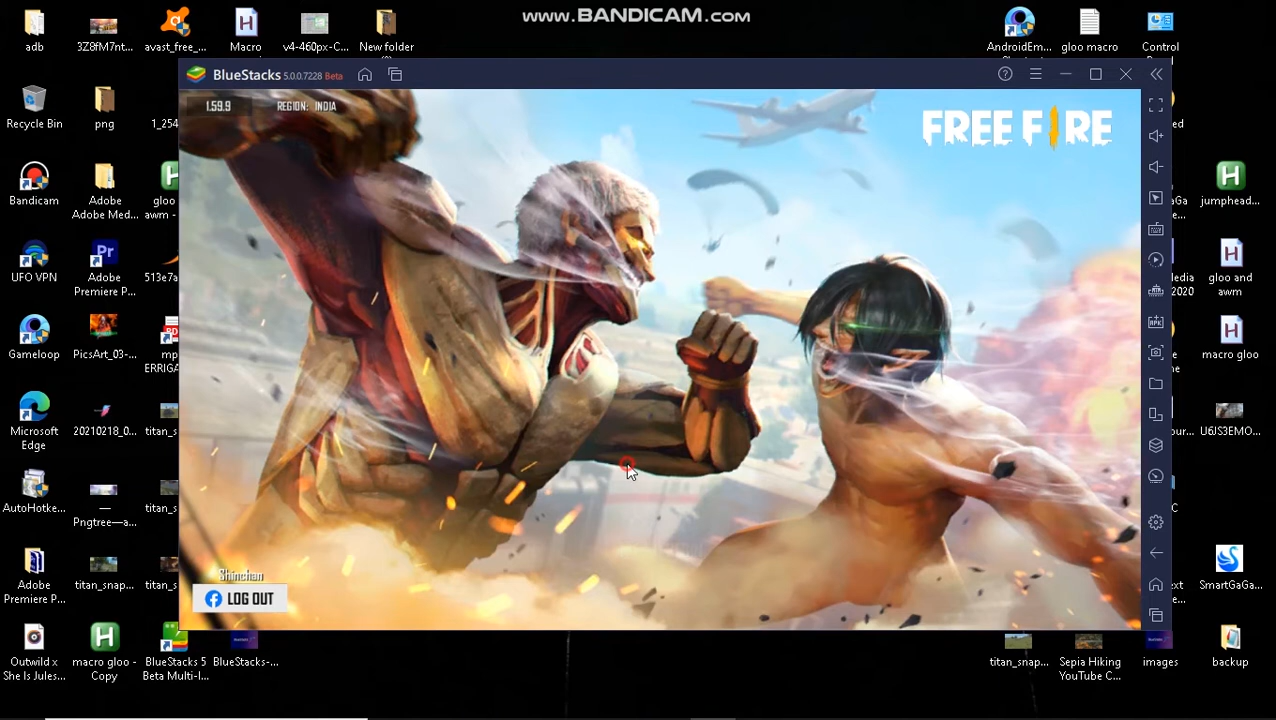 www.BANDICAM.com
adb
3Z8fM7nt...
avast_free_...
Macro
v4-460px-C...
New folder
AndroidEm...
gloo macro
Control
BlueStacks 5.0.0.7228 Beta
1.59.9
REGION: INDIA
FREE FIRE
Recycle Bin
png
1_254
Bandicam
Adobe
Adobe Med...
gloo
awm -
jumphead...
UFO VPN
Adobe
Premiere P...
513e7a
gloo and
awm
Gameloop
PicsArt_03-...
mp
ERRIGA
macro gloo
Microsoft
Edge
20210218_0...
titan_s
U6JS3EMO...
AutoHotke...
—
Pngtree—a...
titan_s
Adobe
Premiere P...
titan_snap...
titan_s
Shinchan
LOG OUT
SmartGaGa...
Outwild x
She Is Jules...
macro gloo -
Copy
BlueStacks 5
Beta Multi-I...
BlueStacks-...
titan_snap...
Sepia Hiking
YouTube C...
images
backup